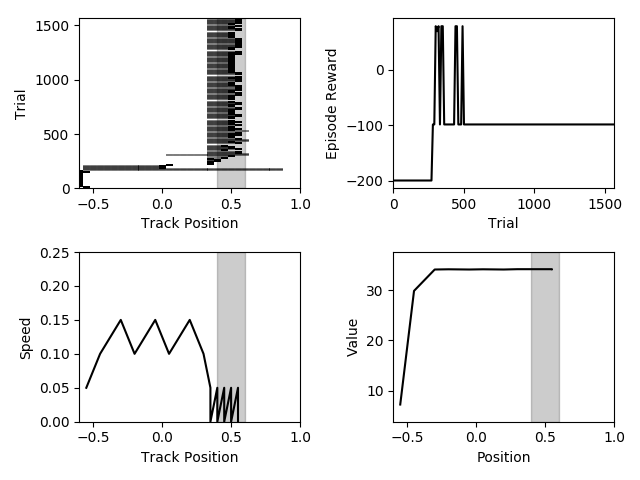 1500
1000
500
0
Trial
−0.5 0.0 0.5 1.0
Track Position
0
−100
−200
Episode Reward
0 500 1000 1500
Trial
0.25
0.20
0.15
0.10
0.05
0.00
Speed
−0.5 0.0 0.5 1.0
Track Position
30
20
10
Value
−0.5 0.0 0.5 1.0
Position